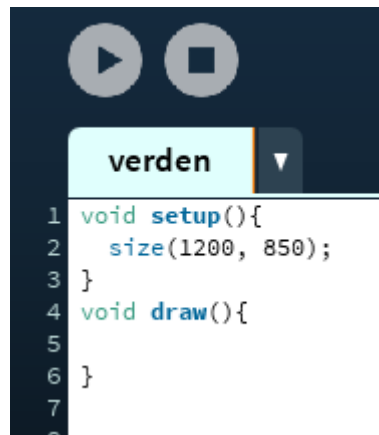 verden
1 void setup(){
2   size(1200, 850);
3 }
4 void draw(){
5
6 }
7